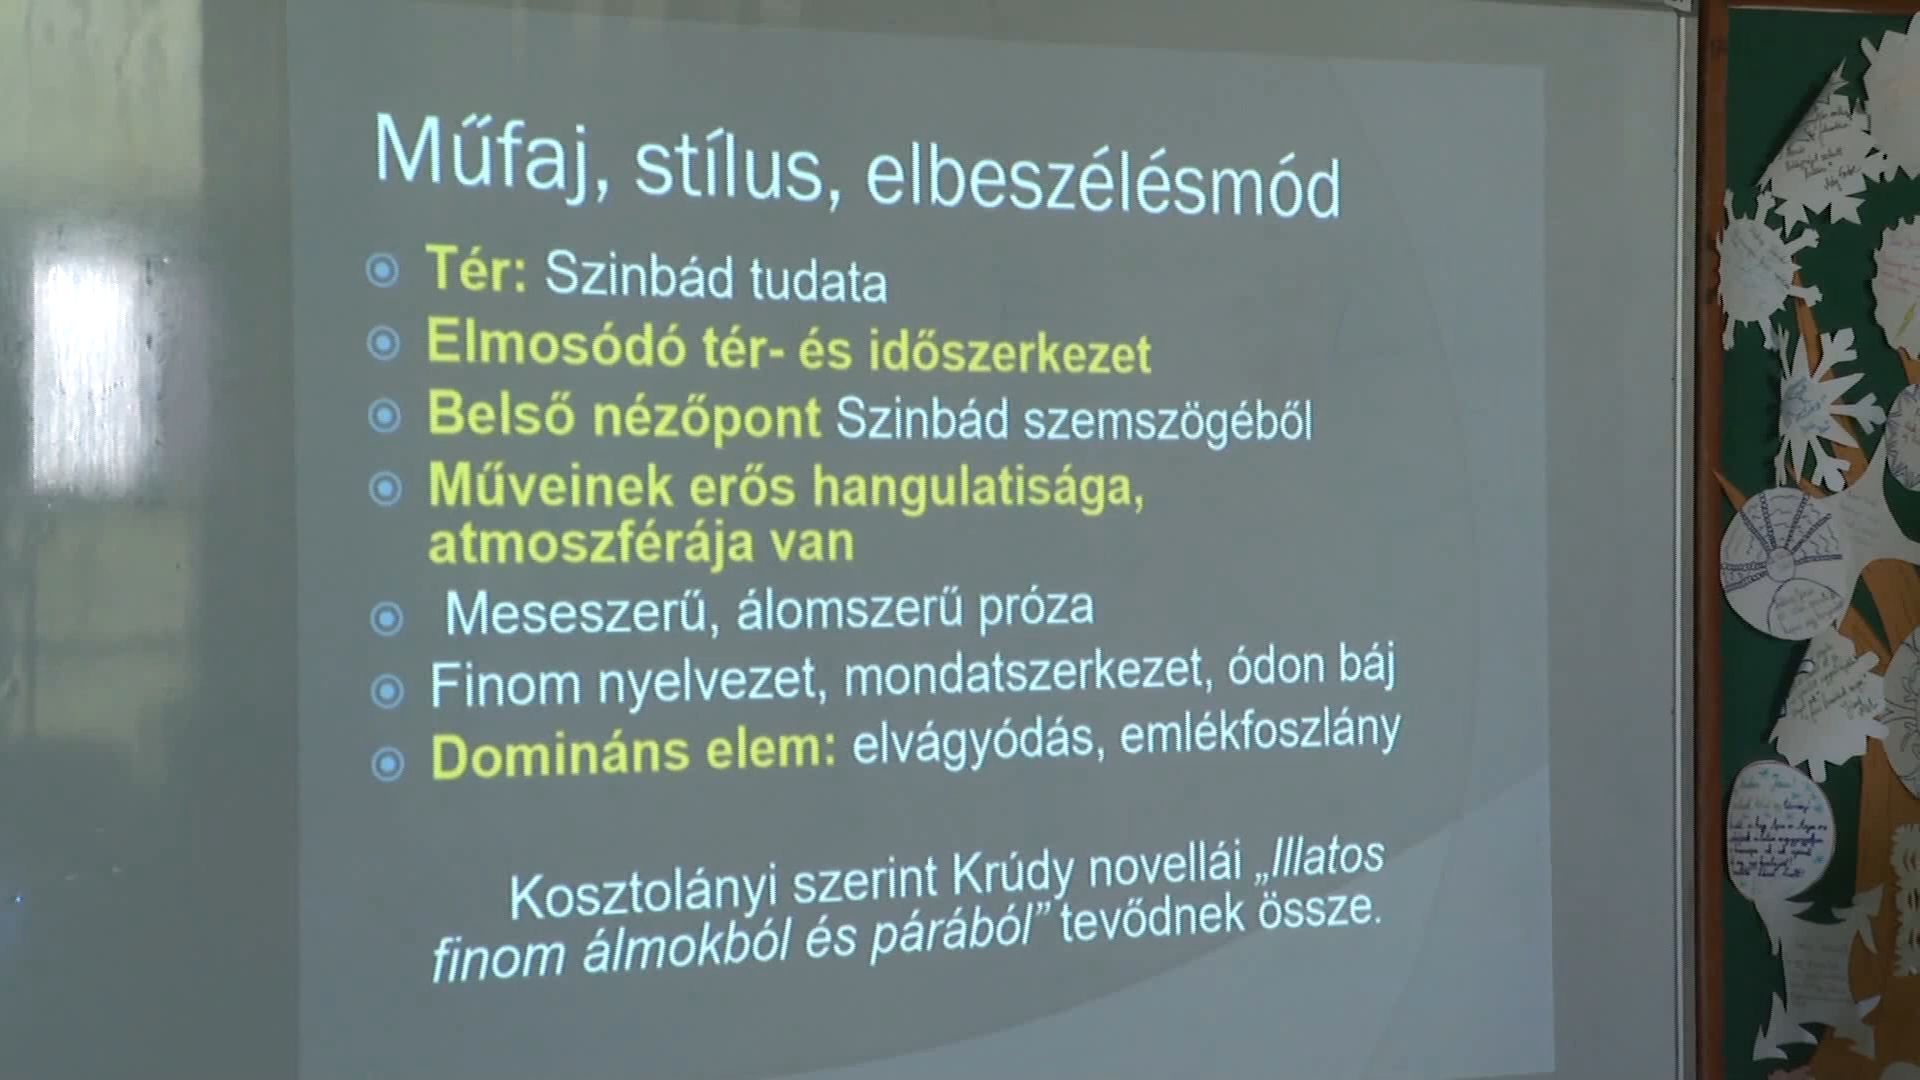 Műfaj, stílus, elbeszélésmód
Tér: Szinbád tudata
Elmosódó tér- és időszerkezet
Belső nézőpont Szinbád szemszögéből
Műveinek erős hangulatisága,
atmoszférája van
Meseszerű, álomszerű próza
Finom nyelvezet, mondatszerkezet, ódon báj
Domináns elem: elvágyódás, emlékfoszlány
Kosztolányi szerint Krúdy novellái „Illatos
finom álmokból és párából” tevődnek össze.